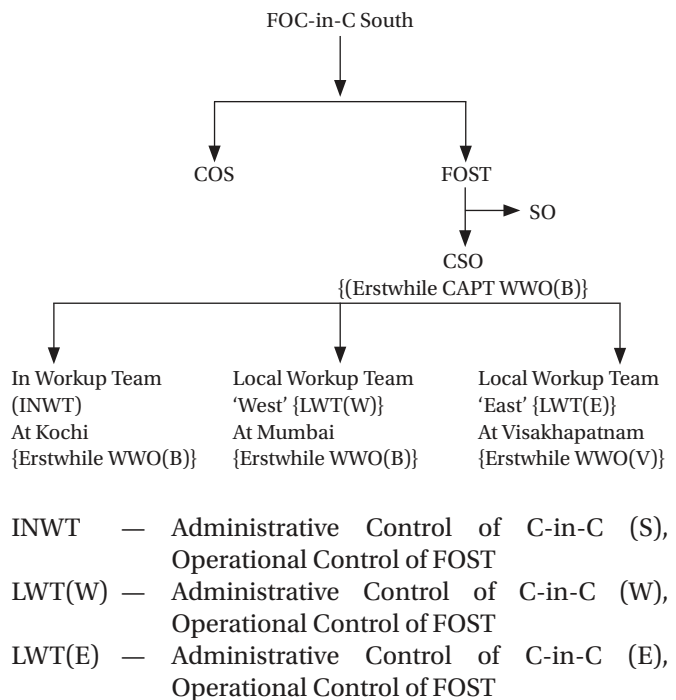 FOC-in-C South
COS
FOST
SO
CSO
{(Erstwhile CAPT WWO(B)}
In Workup Team
(INWT)
At Kochi
{Erstwhile WWO(B)}
Local Workup Team
‘West’ {LWT(W)}
At Mumbai
{Erstwhile WWO(B)}
Local Workup Team
‘East’ {LWT(E)}
At Visakhapatnam
{Erstwhile WWO(V)}
INWT — Administrative Control of C-in-C (S),
Operational Control of FOST
LWT(W) — Administrative Control of C-in-C (W),
Operational Control of FOST
LWT(E) — Administrative Control of C-in-C (E),
Operational Control of FOST